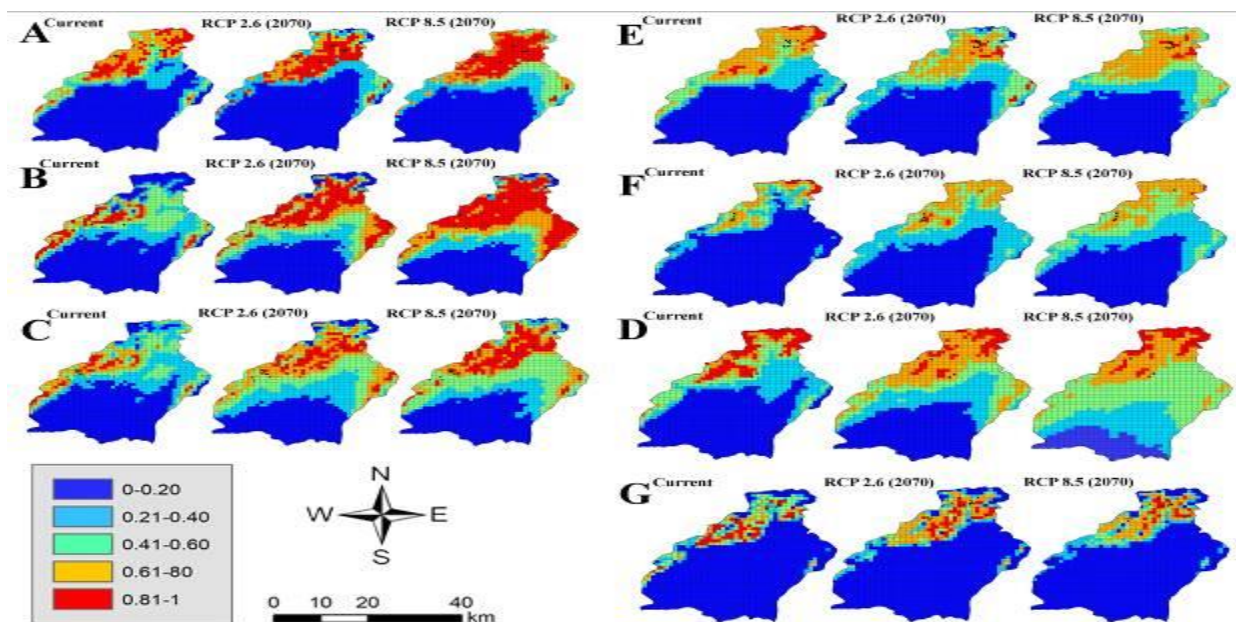 A Current RCP 2.6 (2070) RCP 8.5 (2070)
B Current RCP 2.6 (2070) RCP 8.5 (2070)
C Current RCP 2.6 (2070) RCP 8.5 (2070)
0-0.20
0.21-0.40
0.41-0.60
0.61-80
0.81-1
N
W E
S
0 10 20 40
km
E Current RCP 2.6 (2070) RCP 8.5 (2070)
F Current RCP 2.6 (2070) RCP 8.5 (2070)
D Current RCP 2.6 (2070) RCP 8.5 (2070)
G Current RCP 2.6 (2070) RCP 8.5 (2070)